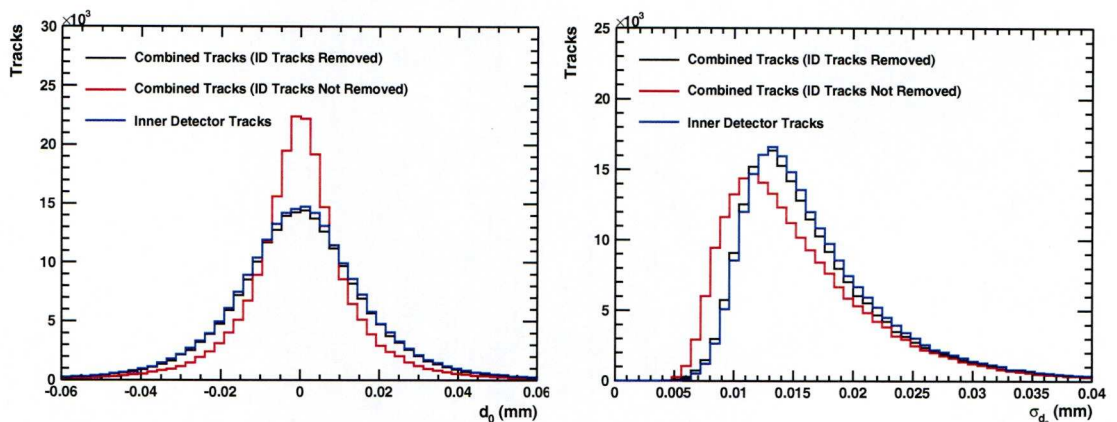 ×10³
30
25
20
15
10
5
0
Tracks
Combined Tracks (ID Tracks Removed)
Combined Tracks (ID Tracks Not Removed)
Inner Detector Tracks
-0.06 -0.04 -0.02 0 0.02 0.04 0.06
d₀ (mm)
×10³
25
20
15
10
5
0
Tracks
Combined Tracks (ID Tracks Removed)
Combined Tracks (ID Tracks Not Removed)
Inner Detector Tracks
0 0.005 0.01 0.015 0.02 0.025 0.03 0.035 0.04
σd (mm)